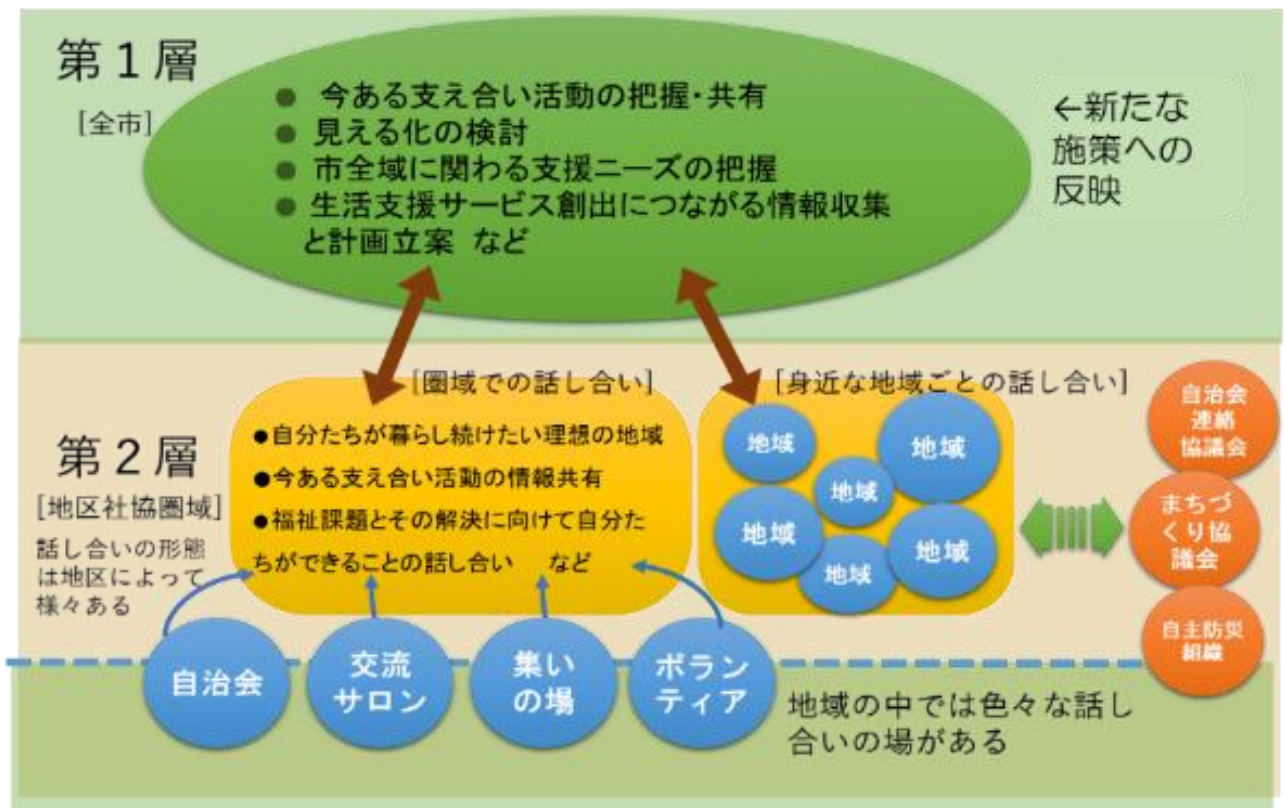 第1層
[全市]
● 今ある支え合い活動の把握・共有
● 見える化の検討
● 市全域に関わる支援ニーズの把握
● 生活支援サービス創出につながる情報収集
と計画立案 など
←新たな
施策への
反映
第2層
[地区社協圏域]
話し合いの形態
は地区によって
様々ある
[圏域での話し合い]
●自分たちが暮らし続けたい理想の地域
●今ある支え合い活動の情報共有
●福祉課題とその解決に向けて自分た
ちができることの話し合い など
[身近な地域ごとの話し合い]
地域
地域
地域
地域
地域
地域
自治会
連絡
協議会
まちづ
くり協
議会
自主防災
組織
自治会
交流
サロン
集い
の場
ボラン
ティア
地域の中では色々な話し
合いの場がある